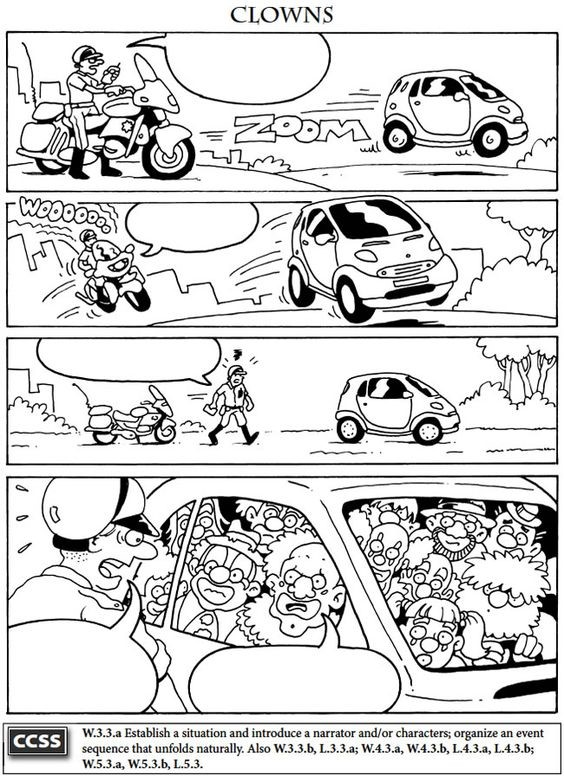 CLOWNS
ZOOM
WOOOOOO
CCSS
W.3.3.a Establish a situation and introduce a narrator and/or characters; organize an event
sequence that unfolds naturally. Also W.3.3.b, L.3.3.a; W.4.3.a, W.4.3.b, L.4.3.a, L.4.3.b;
W.5.3.a, W.5.3.b, L.5.3.